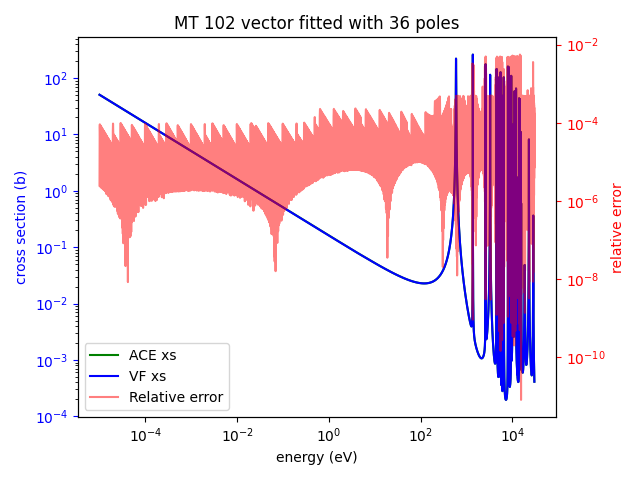 MT 102 vector fitted with 36 poles
cross section (b)
10^2
10^1
10^0
10^-1
10^-2
10^-3
10^-4
10^-2
10^-4
10^-6
10^-8
10^-10
relative error
ACE xs
VF xs
Relative error
10^-4
10^-2
10^0
10^2
10^4
energy (eV)